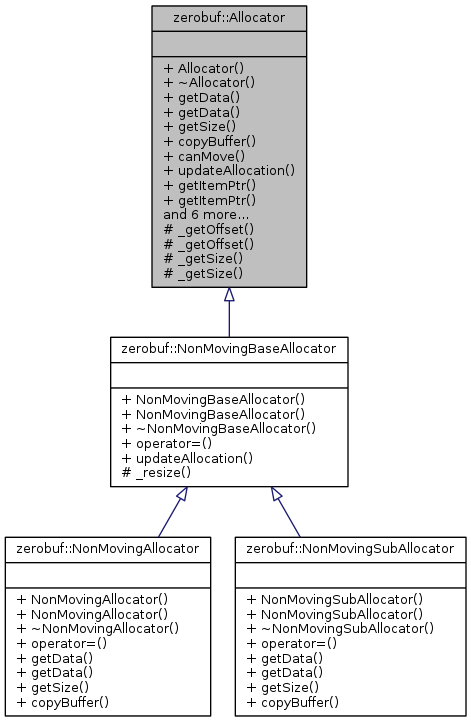 zerobuf::Allocator
+ Allocator()
+ ~Allocator()
+ getData()
+ getData()
+ getSize()
+ copyBuffer()
+ canMove()
+ updateAllocation()
+ getItemPtr()
+ getItemPtr()
and 6 more...
# _getOffset()
# _getOffset()
# _getSize()
# _getSize()
zerobuf::NonMovingBaseAllocator
+ NonMovingBaseAllocator()
+ NonMovingBaseAllocator()
+ ~NonMovingBaseAllocator()
+ operator=()
+ updateAllocation()
# _resize()
zerobuf::NonMovingAllocator
+ NonMovingAllocator()
+ NonMovingAllocator()
+ ~NonMovingAllocator()
+ operator=()
+ getData()
+ getData()
+ getSize()
+ copyBuffer()
zerobuf::NonMovingSubAllocator
+ NonMovingSubAllocator()
+ NonMovingSubAllocator()
+ ~NonMovingSubAllocator()
+ operator=()
+ getData()
+ getData()
+ getSize()
+ copyBuffer()